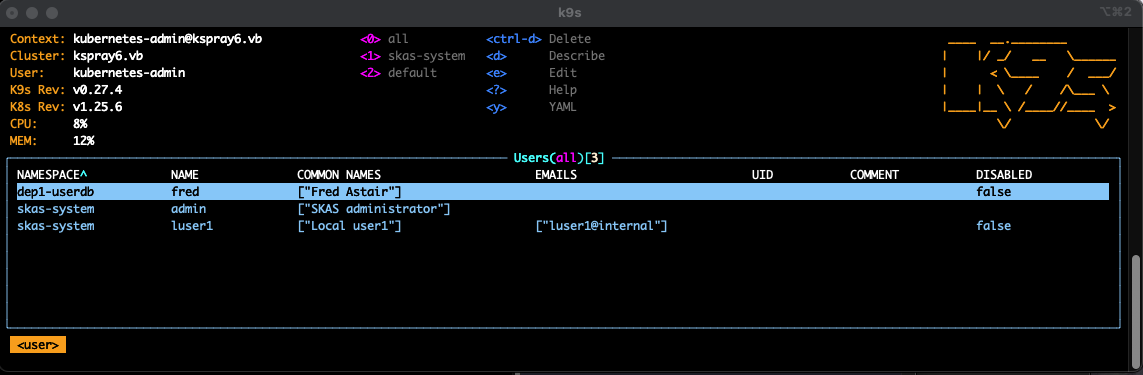 k9s
⌥⌘2
Context: kubernetes-admin@kspray6.vb <0> all <ctrl-d> Delete
Cluster: kspray6.vb <1> skas-system <d> Describe
User: kubernetes-admin <2> default <e> Edit
K9s Rev: v0.27.4 <?> Help
K8s Rev: v1.25.6 <y> YAML
CPU: 8%
MEM: 12%
Users(all)[3]
NAMESPACE^ NAME COMMON NAMES EMAILS UID COMMENT DISABLED
dep1-userdb fred ["Fred Astair"] false
skas-system admin ["SKAS administrator"]
skas-system luser1 ["Local user1"] ["luser1@internal"] false
<user>